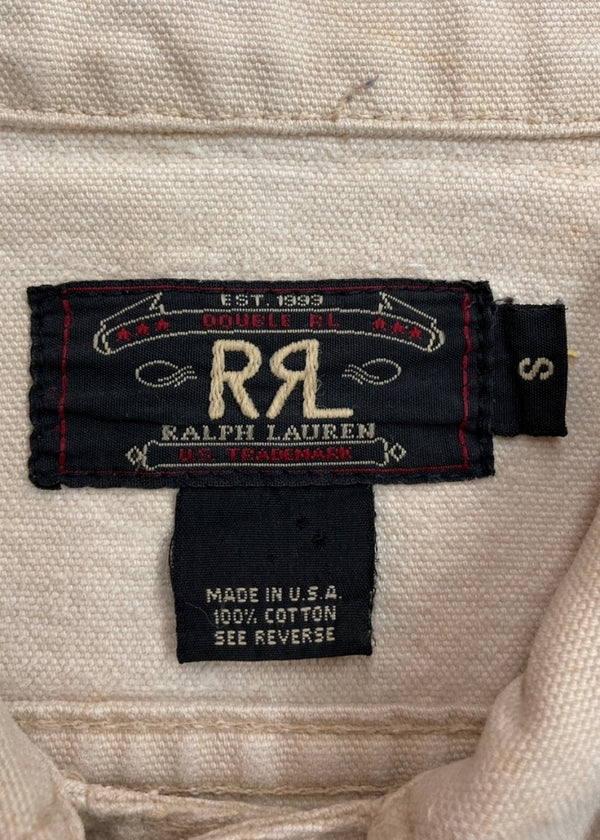 EST. 1993
DOUBLE RL
RRL
RALPH LAUREN
U.S. TRADEMARK
S
MADE IN U.S.A.
100% COTTON
SEE REVERSE